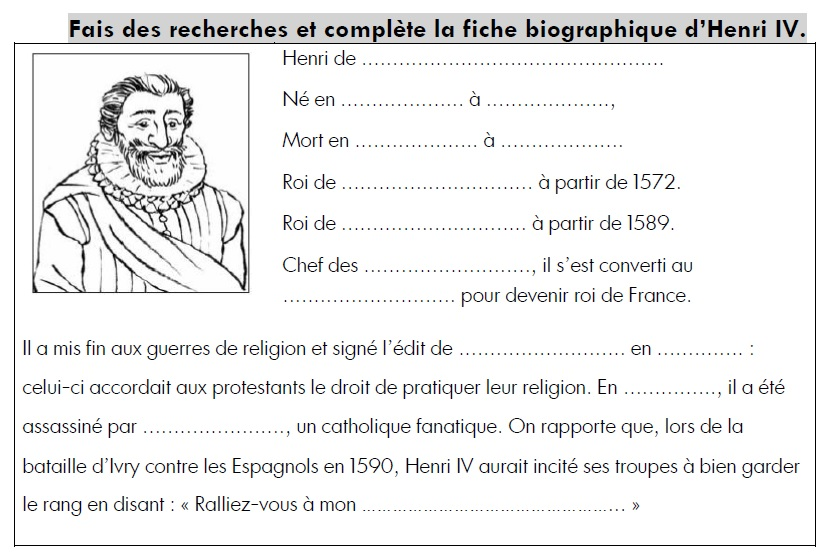 Fais des recherches et complète la fiche biographique d’Henri IV.
Henri de ................................................
Né en .................... à ....................,
Mort en .................... à ....................
Roi de ............................... à partir de 1572.
Roi de .............................. à partir de 1589.
Chef des ..........................., il s’est converti au
............................ pour devenir roi de France.
Il a mis fin aux guerres de religion et signé l’édit de ........................... en .............. :
celui-ci accordait aux protestants le droit de pratiquer leur religion. En ..............., il a été
assassiné par ......................., un catholique fanatique. On rapporte que, lors de la
bataille d’Ivry contre les Espagnols en 1590, Henri IV aurait incité ses troupes à bien garder
le rang en disant : « Ralliez-vous à mon ................................................... »